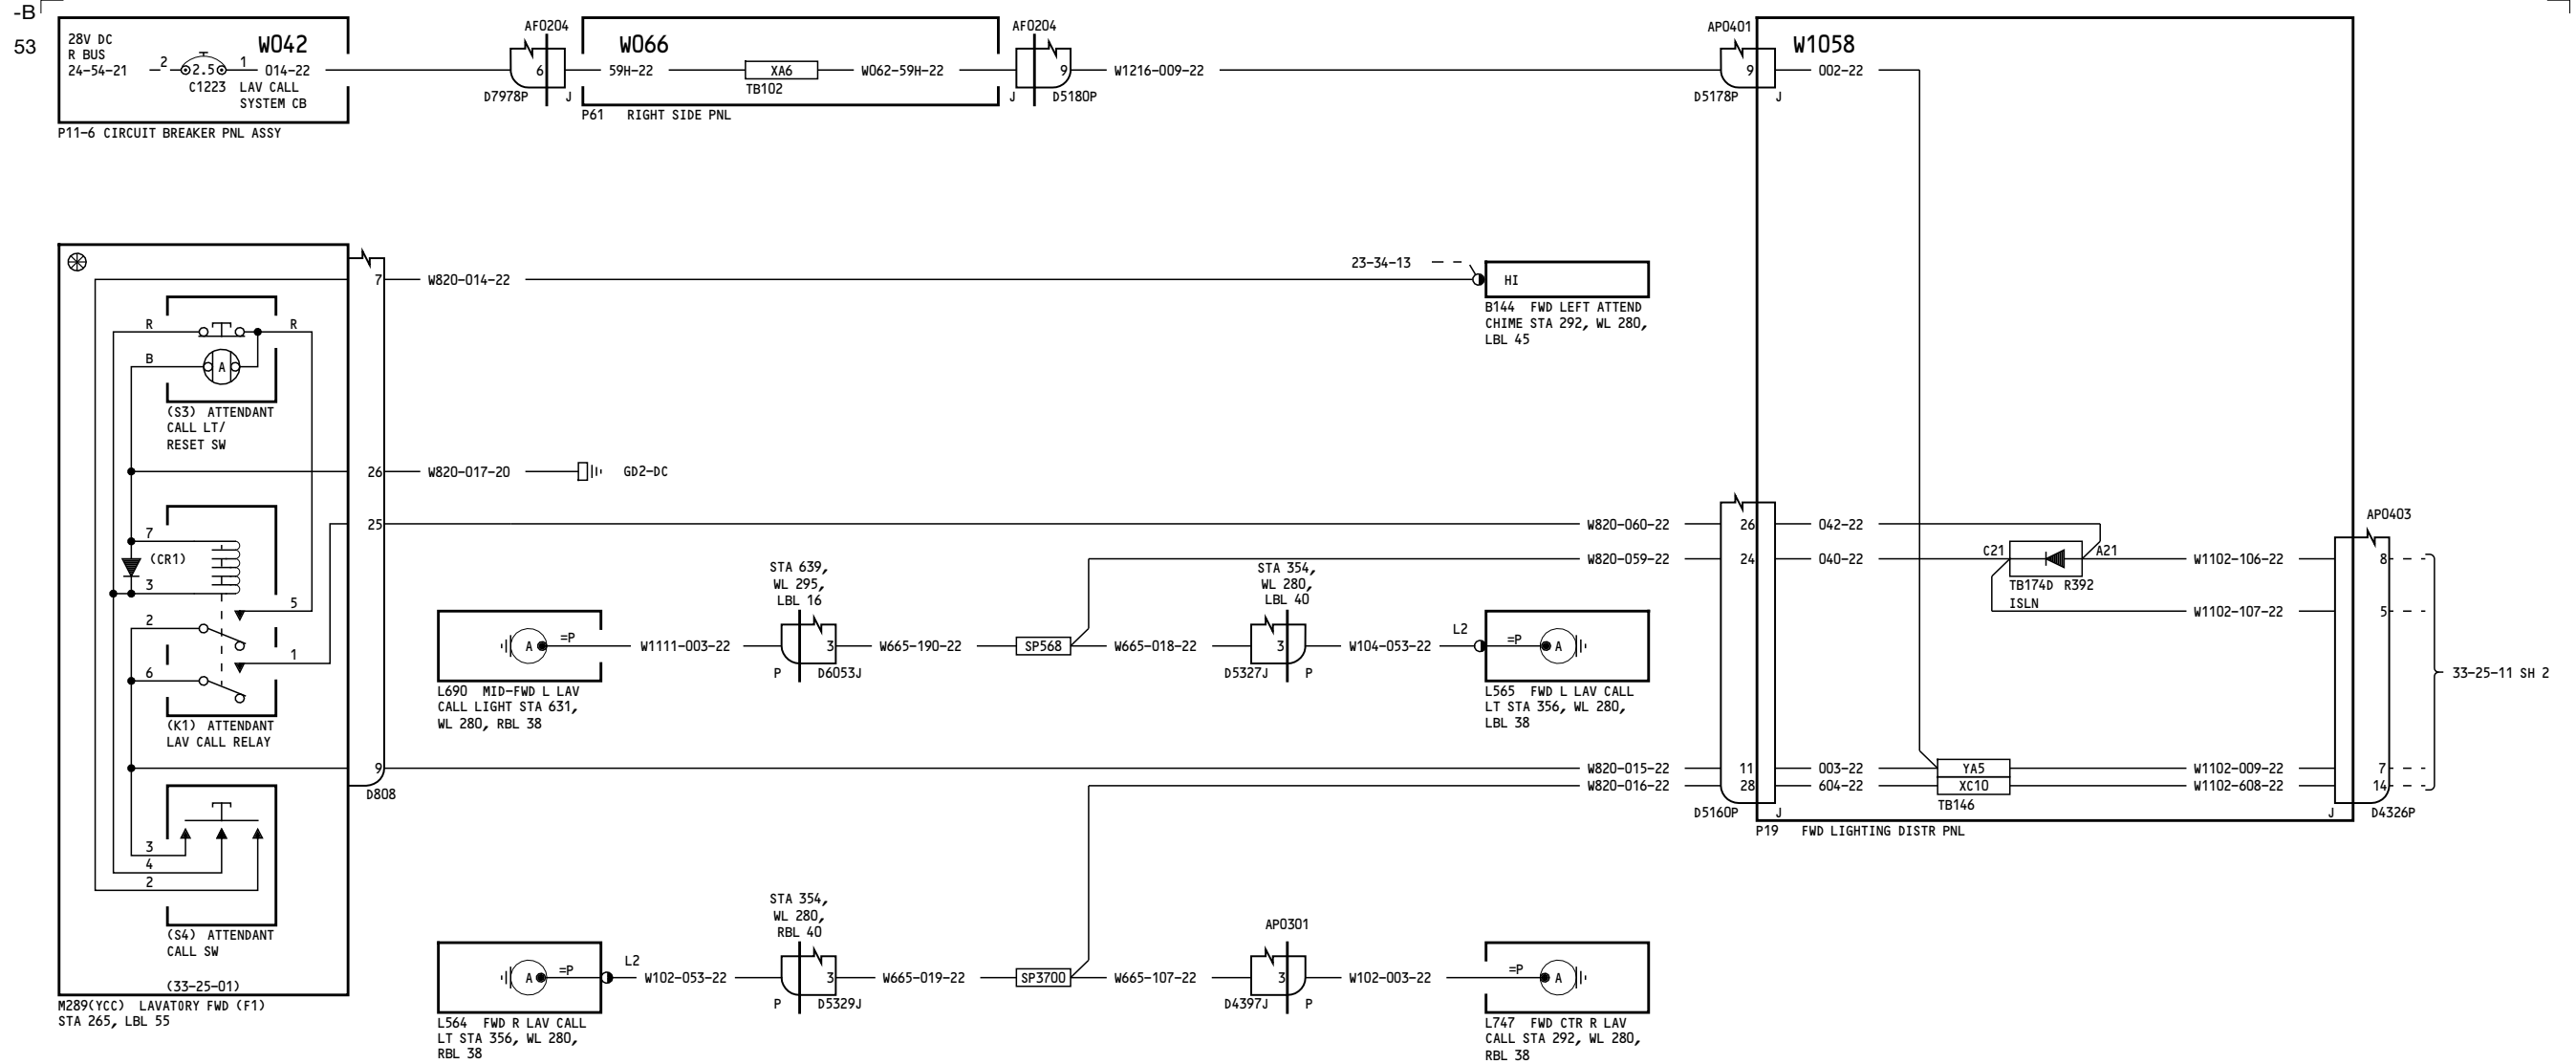 -B
53
28V DC
R BUS
24-54-21
2
2.5
1
C1223
W042
014-22
LAV CALL
SYSTEM CB
P11-6 CIRCUIT BREAKER PNL ASSY
AF0204
6
D7978P
J
W066
59H-22
XA6
TB102
W062-59H-22
P61 RIGHT SIDE PNL
AF0204
9
J
D5180P
W1216-009-22
AP0401
9
D5178P
J
W1058
002-22
7
W820-014-22
23-34-13
HI
B144 FWD LEFT ATTEND
CHIME STA 292, WL 280,
LBL 45
R
R
B
A
(S3) ATTENDANT
CALL LT/
RESET SW
26
W820-017-20
GD2-DC
25
W820-060-22
26
042-22
AP0403
7
(CR1)
3
5
2
1
6
(K1) ATTENDANT
LAV CALL RELAY
W820-059-22
24
040-22
C21
A21
TB174D R392
ISLN
W1102-106-22
8
W1102-107-22
5
33-25-11 SH 2
STA 639,
WL 295,
LBL 16
A
=P
W1111-003-22
3
P
D6053J
W665-190-22
SP568
W665-018-22
STA 354,
WL 280,
LBL 40
3
D5327J
P
W104-053-22
L2
=P
A
L690 MID-FWD L LAV
CALL LIGHT STA 631,
WL 280, RBL 38
L565 FWD L LAV CALL
LT STA 356, WL 280,
LBL 38
9
D808
W820-015-22
11
003-22
YA5
W1102-009-22
7
W820-016-22
28
604-22
XC10
W1102-608-22
14
TB146
D5160P
J
J
D4326P
P19 FWD LIGHTING DISTR PNL
3
4
2
(S4) ATTENDANT
CALL SW
(33-25-01)
M289(YCC) LAVATORY FWD (F1)
STA 265, LBL 55
STA 354,
WL 280,
RBL 40
A
=P
L2
W102-053-22
3
P
D5329J
W665-019-22
SP3700
W665-107-22
AP0301
3
D4397J
P
W102-003-22
=P
A
L564 FWD R LAV CALL
LT STA 356, WL 280,
RBL 38
L747 FWD CTR R LAV
CALL STA 292, WL 280,
RBL 38